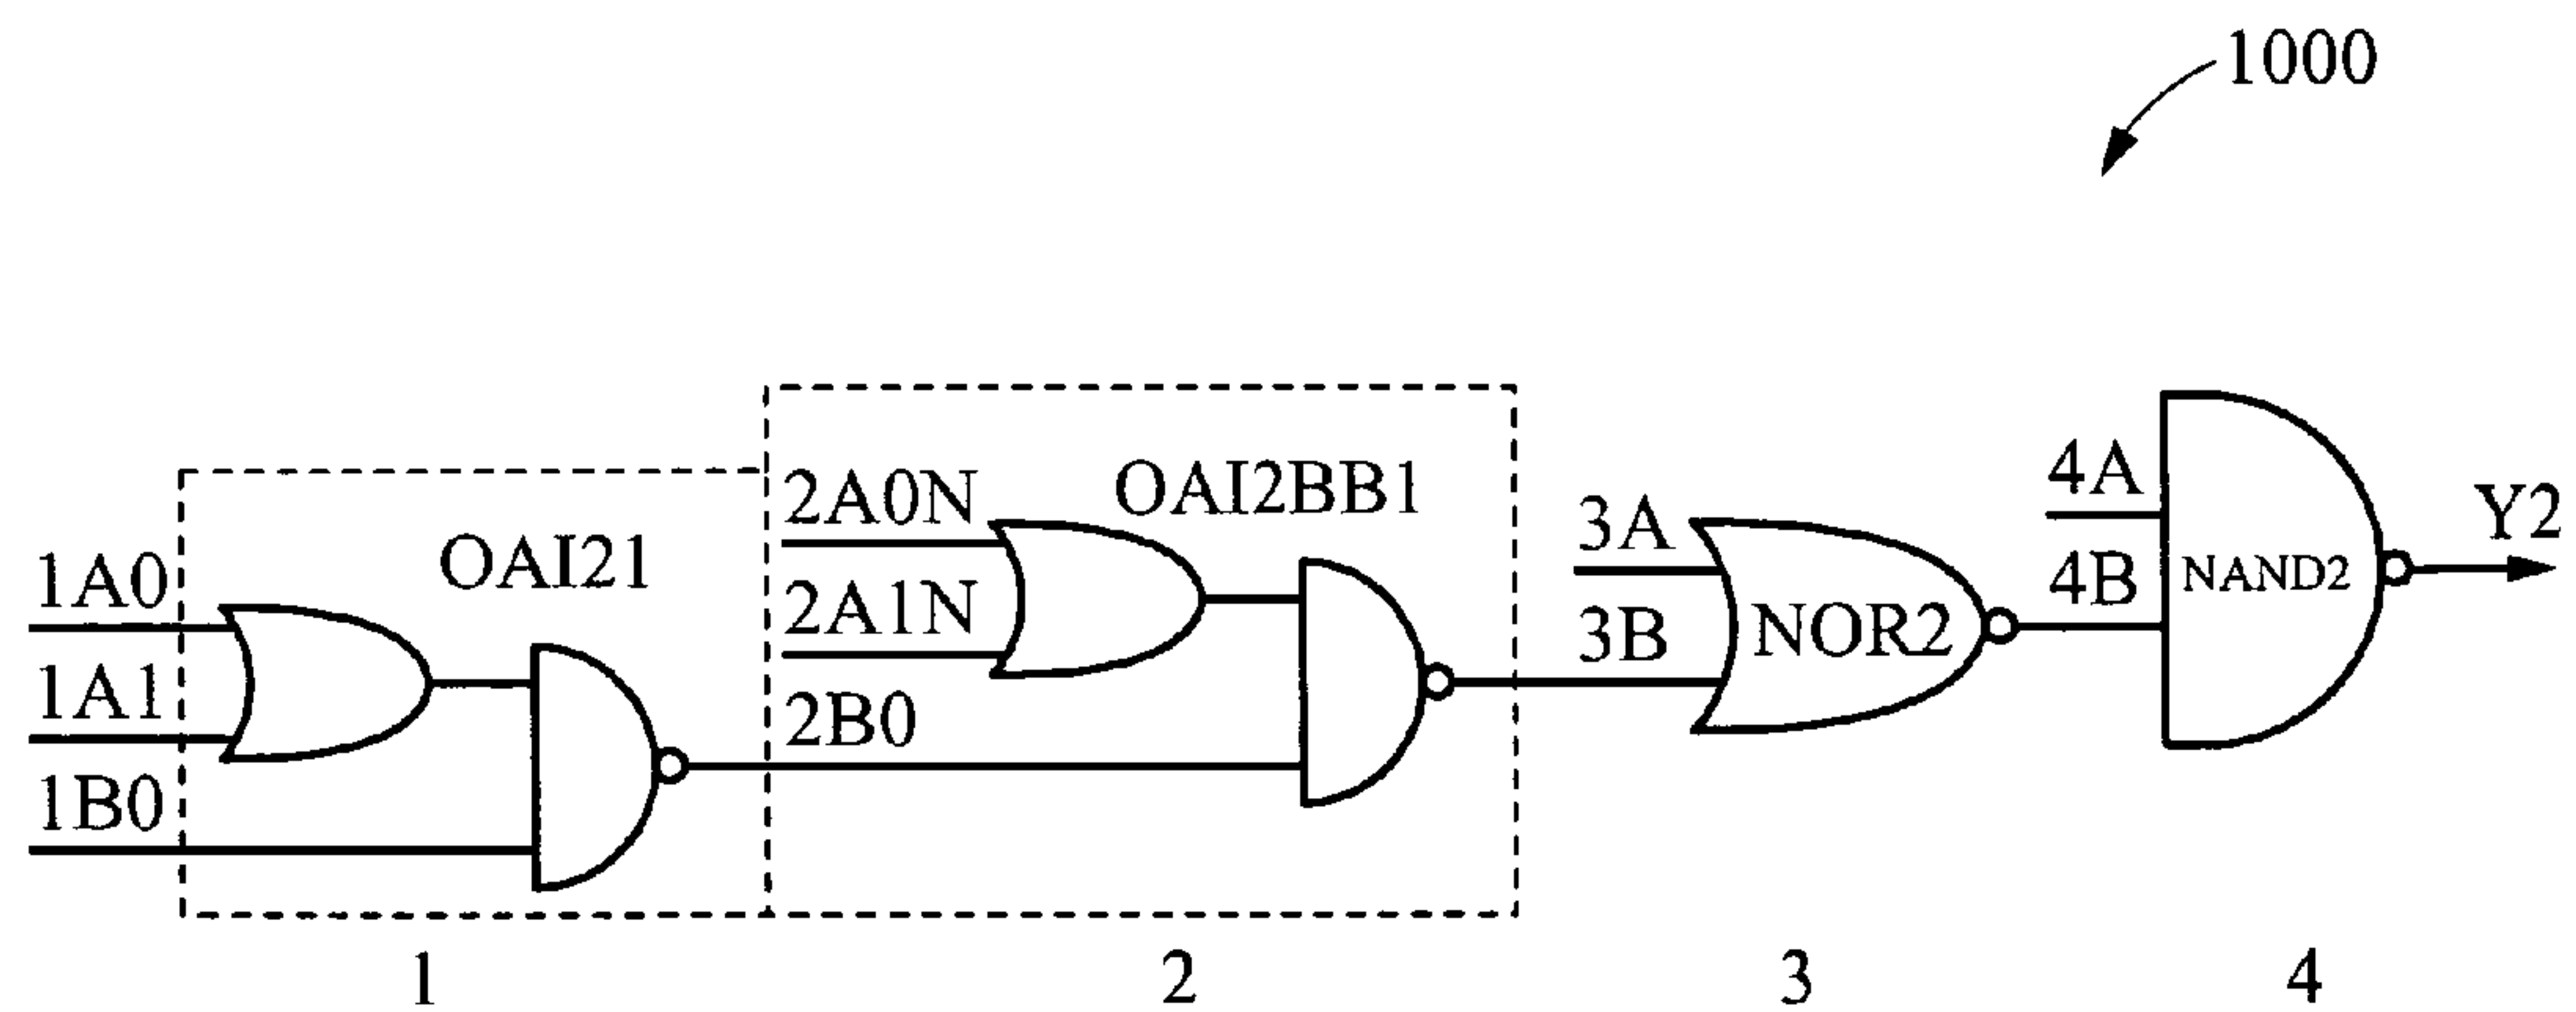 1000
1A0
1A1
1B0
OAI21
2A0N
2A1N
2B0
OAI2BB1
3A
3B
NOR2
4A
4B
NAND2
Y2
1
2
3
4